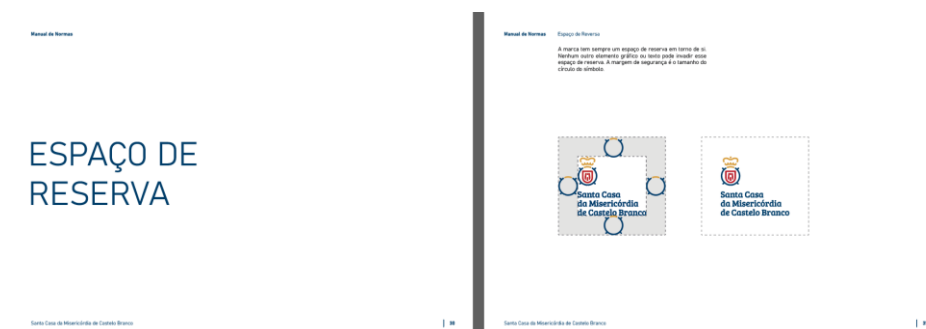 Manual de Normas
ESPAÇO DE
RESERVA
Santa Casa da Misericórdia de Castelo Branco
Manual de Normas
Espaço de Reserva
A marca tem sempre um espaço de reserva em torno de si.
Nenhum outro elemento gráfico ou texto pode invadir esse
espaço de reserva. A margem de segurança é o tamanho do
círculo do símbolo.
Santa Casa
da Misericórdia
de Castelo Branco
Santa Casa
da Misericórdia
de Castelo Branco
Santa Casa da Misericórdia de Castelo Branco